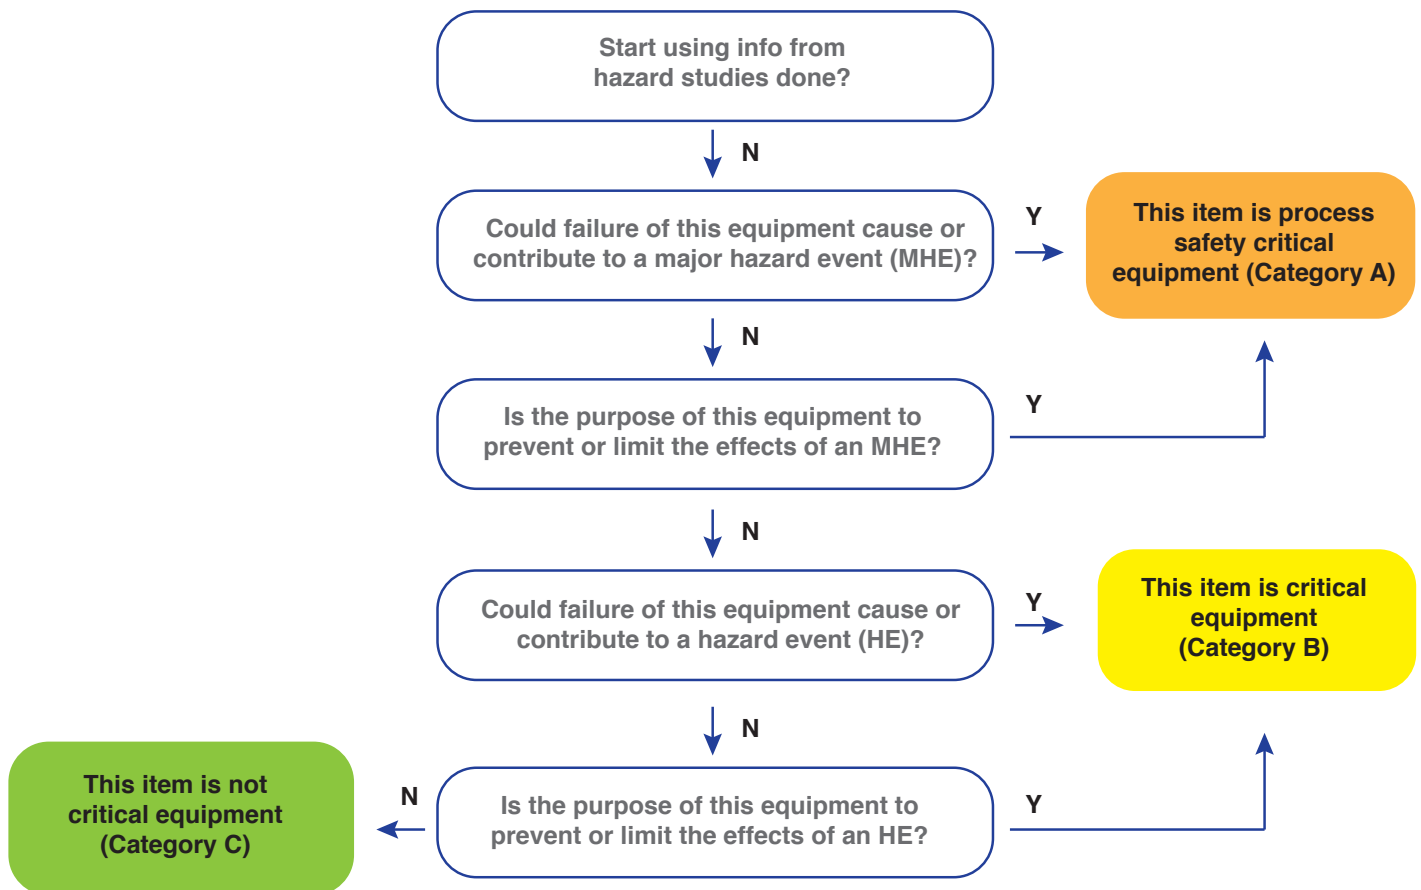 Start using info from
hazard studies done?
N
Could failure of this equipment cause or
contribute to a major hazard event (MHE)?
Y
This item is process
safety critical
equipment (Category A)
N
Is the purpose of this equipment to
prevent or limit the effects of an MHE?
Y
N
Could failure of this equipment cause or
contribute to a hazard event (HE)?
Y
This item is critical
equipment
(Category B)
N
Is the purpose of this equipment to
prevent or limit the effects of an HE?
Y
N
This item is not
critical equipment
(Category C)